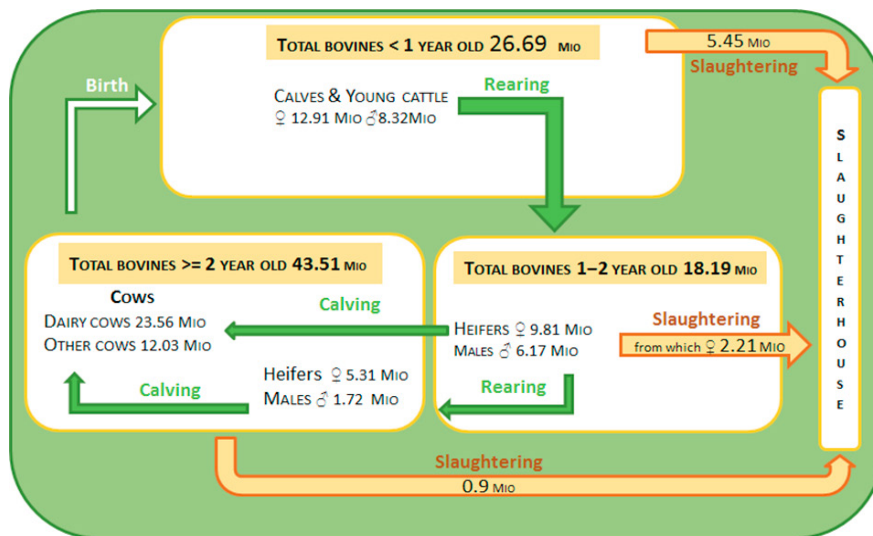 TOTAL BOVINES < 1 YEAR OLD 26.69 MIO
5.45 MIO
Slaughtering
Birth
CALVES & YOUNG CATTLE
♀ 12.91 MIO ♂8.32MIO
Rearing
SLAUGHTERHOUSE
TOTAL BOVINES >= 2 YEAR OLD 43.51 MIO
COWS
DAIRY COWS 23.56 MIO
OTHER COWS 12.03 MIO
Calving
Heifers ♀ 5.31 MIO
MALES ♂ 1.72 MIO
Calving
TOTAL BOVINES 1–2 YEAR OLD 18.19 MIO
HEIFERS ♀ 9.81 MIO
MALES ♂ 6.17 MIO
Rearing
Slaughtering
from which ♀ 2.21 MIO
Slaughtering
0.9 MIO